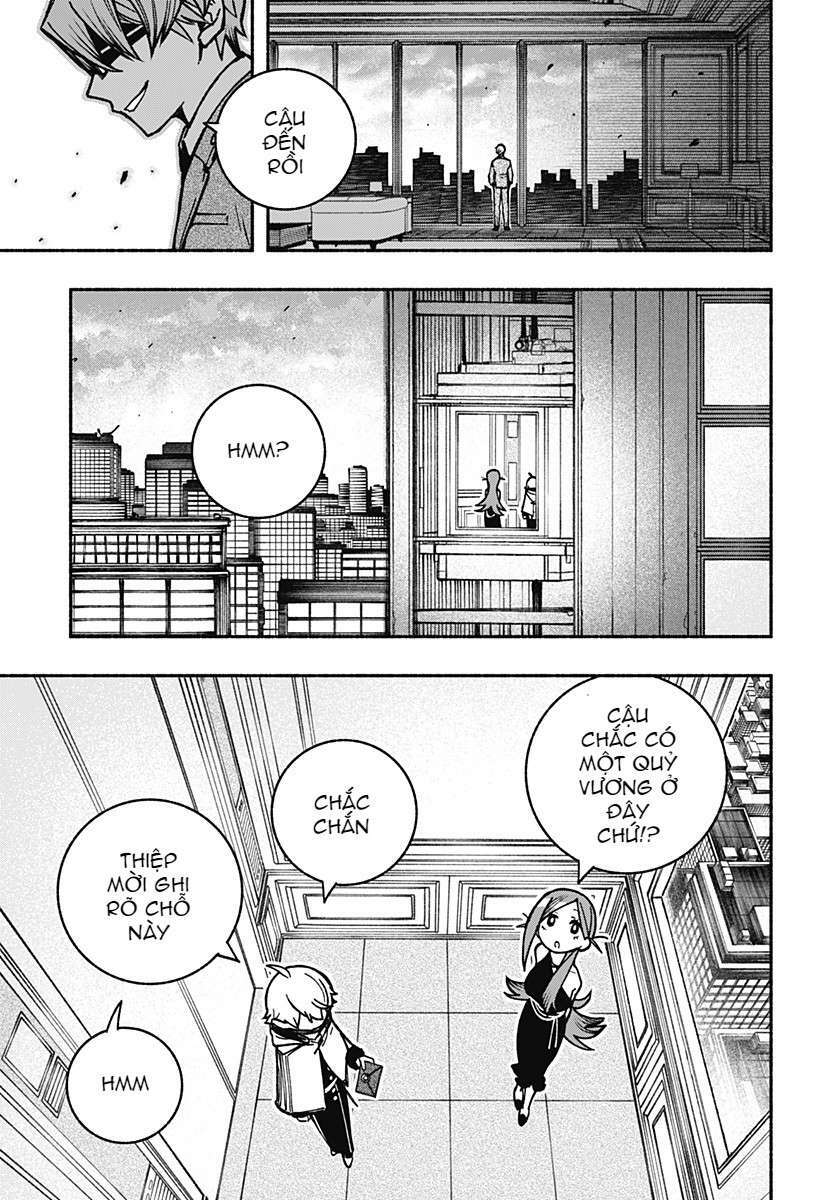 CẬU
ĐẾN
RỒI
HMM?
CẬU
CHẮC CÓ
MỘT QUỶ
VƯƠNG Ở
ĐÂY
CHỨ!?
CHẮC
CHẮN
THIỆP
MỜI GHI
RÕ CHỖ
NÀY
HMM